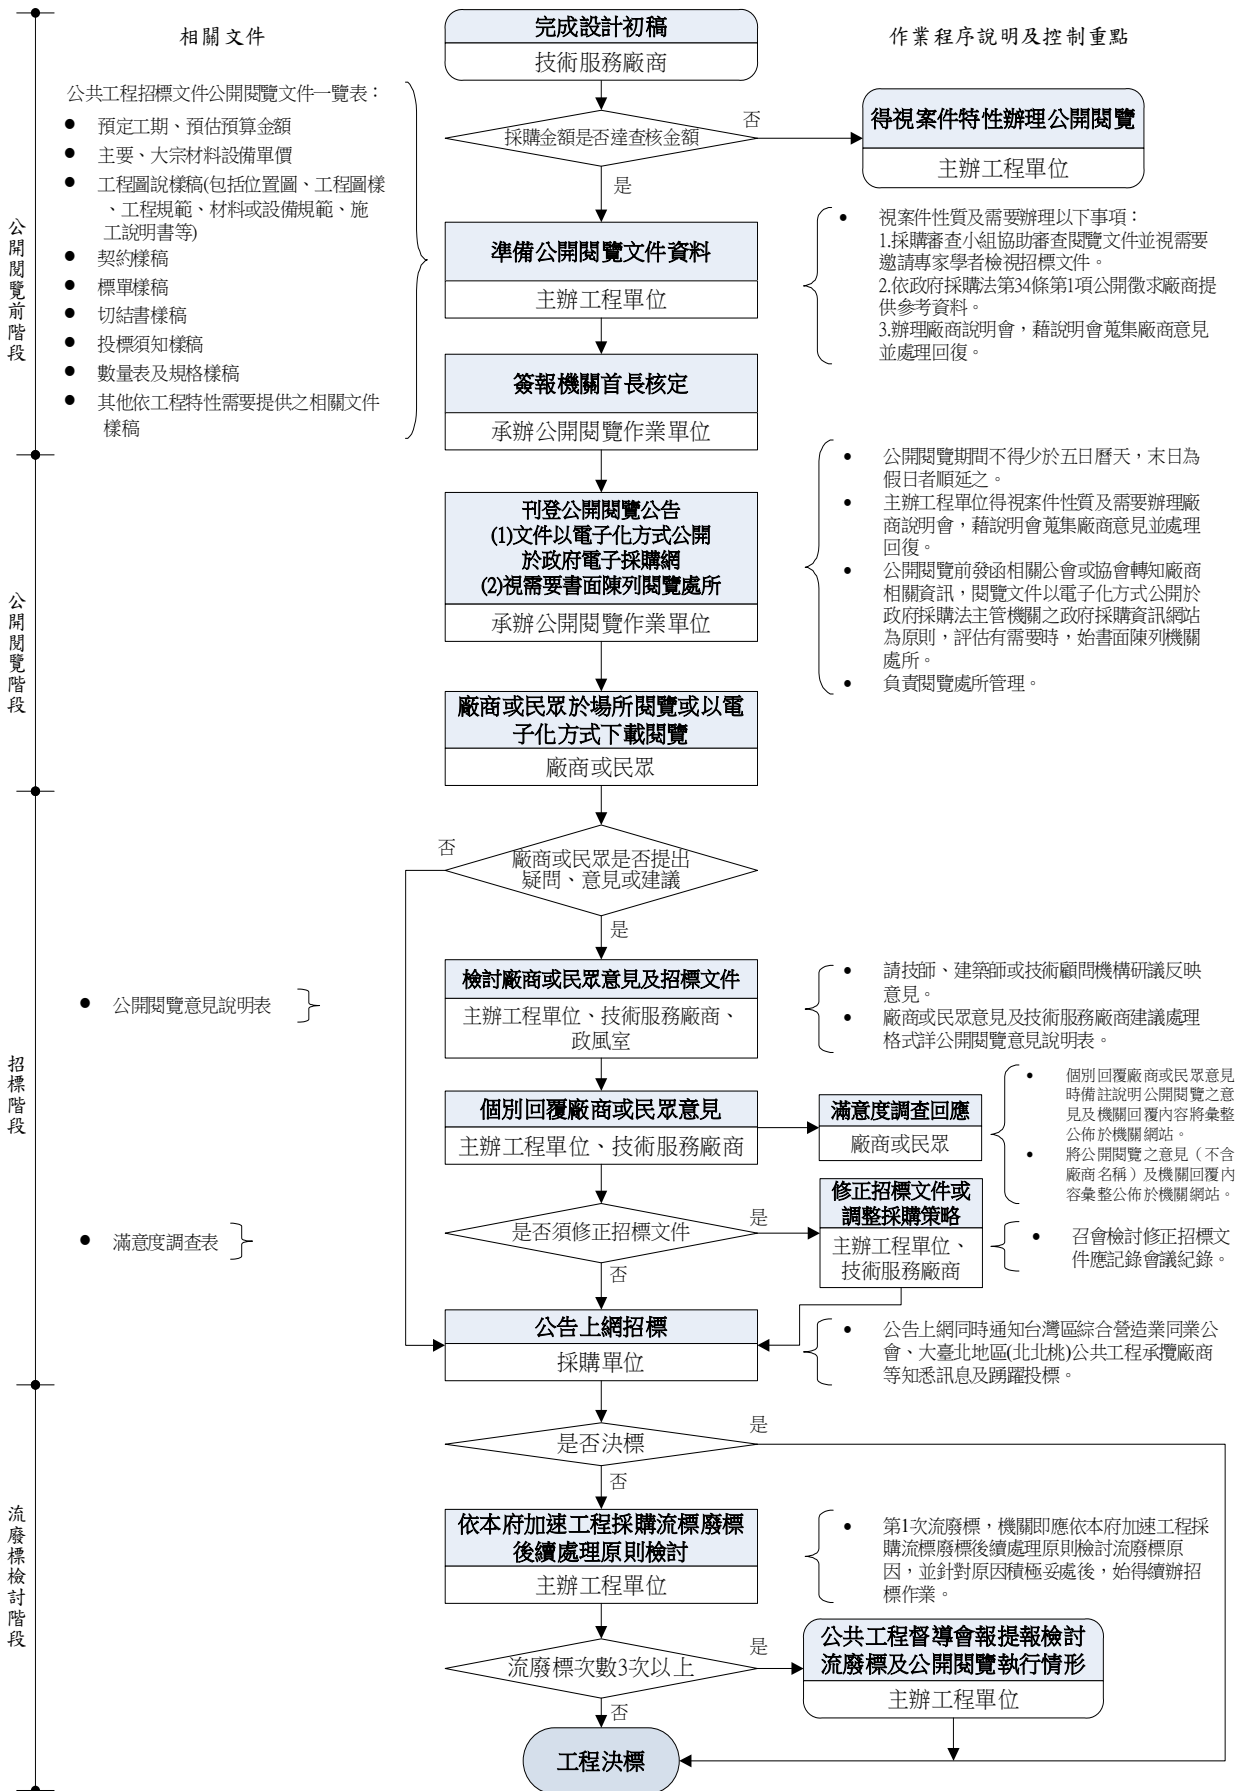 相關文件
完成設計初稿
技術服務廠商
作業程序說明及控制重點
公共工程招標文件公開閱覽文件一覽表：
● 預定工期、預估預算金額
● 主要、大宗材料設備單價
● 工程圖說樣稿(包括位置圖、工程圖樣
、工程規範、材料或設備規範、施
工說明書等)
● 契約樣稿
● 標單樣稿
● 切結書樣稿
● 投標須知樣稿
● 數量表及規格樣稿
● 其他依工程特性需要提供之相關文件
樣稿
採購金額是否達查核金額
否
是
得視案件特性辦理公開閱覽
主辦工程單位
公開閱覽前階段
準備公開閱覽文件資料
主辦工程單位
● 視案件性質及需要辦理以下事項：
1.採購審查小組協助審查閱覽文件並視需要
邀請專家學者檢視招標文件。
2.依政府採購法第34條第1項公開徵求廠商提
供參考資料。
3.辦理廠商說明會，藉說明會蒐集廠商意見
並處理回復。
簽報機關首長核定
承辦公開閱覽作業單位
公開閱覽階段
刊登公開閱覽公告
(1)文件以電子化方式公開
於政府電子採購網
(2)視需要書面陳列閱覽處所
承辦公開閱覽作業單位
● 公開閱覽期間不得少於五日曆天，末日為
假日者順延之。
● 主辦工程單位得視案件性質及需要辦理廠
商說明會，藉說明會蒐集廠商意見並處理
回復。
● 公開閱覽前發函相關公會或協會轉知廠商
相關資訊，閱覽文件以電子化方式公開於
政府採購法主管機關之政府採購資訊網站
為原則，評估有需要時，始書面陳列機關
處所。
● 負責閱覽處所管理。
廠商或民眾於場所閱覽或以電
子化方式下載閱覽
廠商或民眾
招標階段
否
廠商或民眾是否提出
疑問、意見或建議
是
● 公開閱覽意見說明表
檢討廠商或民眾意見及招標文件
主辦工程單位、技術服務廠商、
政風室
● 請技師、建築師或技術顧問機構研議反映
意見。
● 廠商或民眾意見及技術服務廠商建議處理
格式詳公開閱覽意見說明表。
個別回覆廠商或民眾意見
主辦工程單位、技術服務廠商
滿意度調查回應
廠商或民眾
● 個別回覆廠商或民眾意見
時備註說明公開閱覽之意
見及機關回覆內容將彙整
公佈於機關網站。
● 將公開閱覽之意見（不含
廠商名稱）及機關回覆內
容彙整公佈於機關網站。
● 滿意度調查表
是否須修正招標文件
是
否
修正招標文件或
調整採購策略
主辦工程單位、
技術服務廠商
● 召會檢討修正招標文
件應記錄會議紀錄。
公告上網招標
採購單位
● 公告上網同時通知台灣區綜合營造業同業公
會、大臺北地區(北北桃)公共工程承攬廠商
等知悉訊息及踴躍投標。
流廢標檢討階段
是否決標
是
否
依本府加速工程採購流標廢標
後續處理原則檢討
主辦工程單位
● 第1次流廢標，機關即應依本府加速工程採
購流標廢標後續處理原則檢討流廢標原
因，並針對原因積極妥處後，始得續辦招
標作業。
流廢標次數3次以上
是
否
公共工程督導會報提報檢討
流廢標及公開閱覽執行情形
主辦工程單位
工程決標